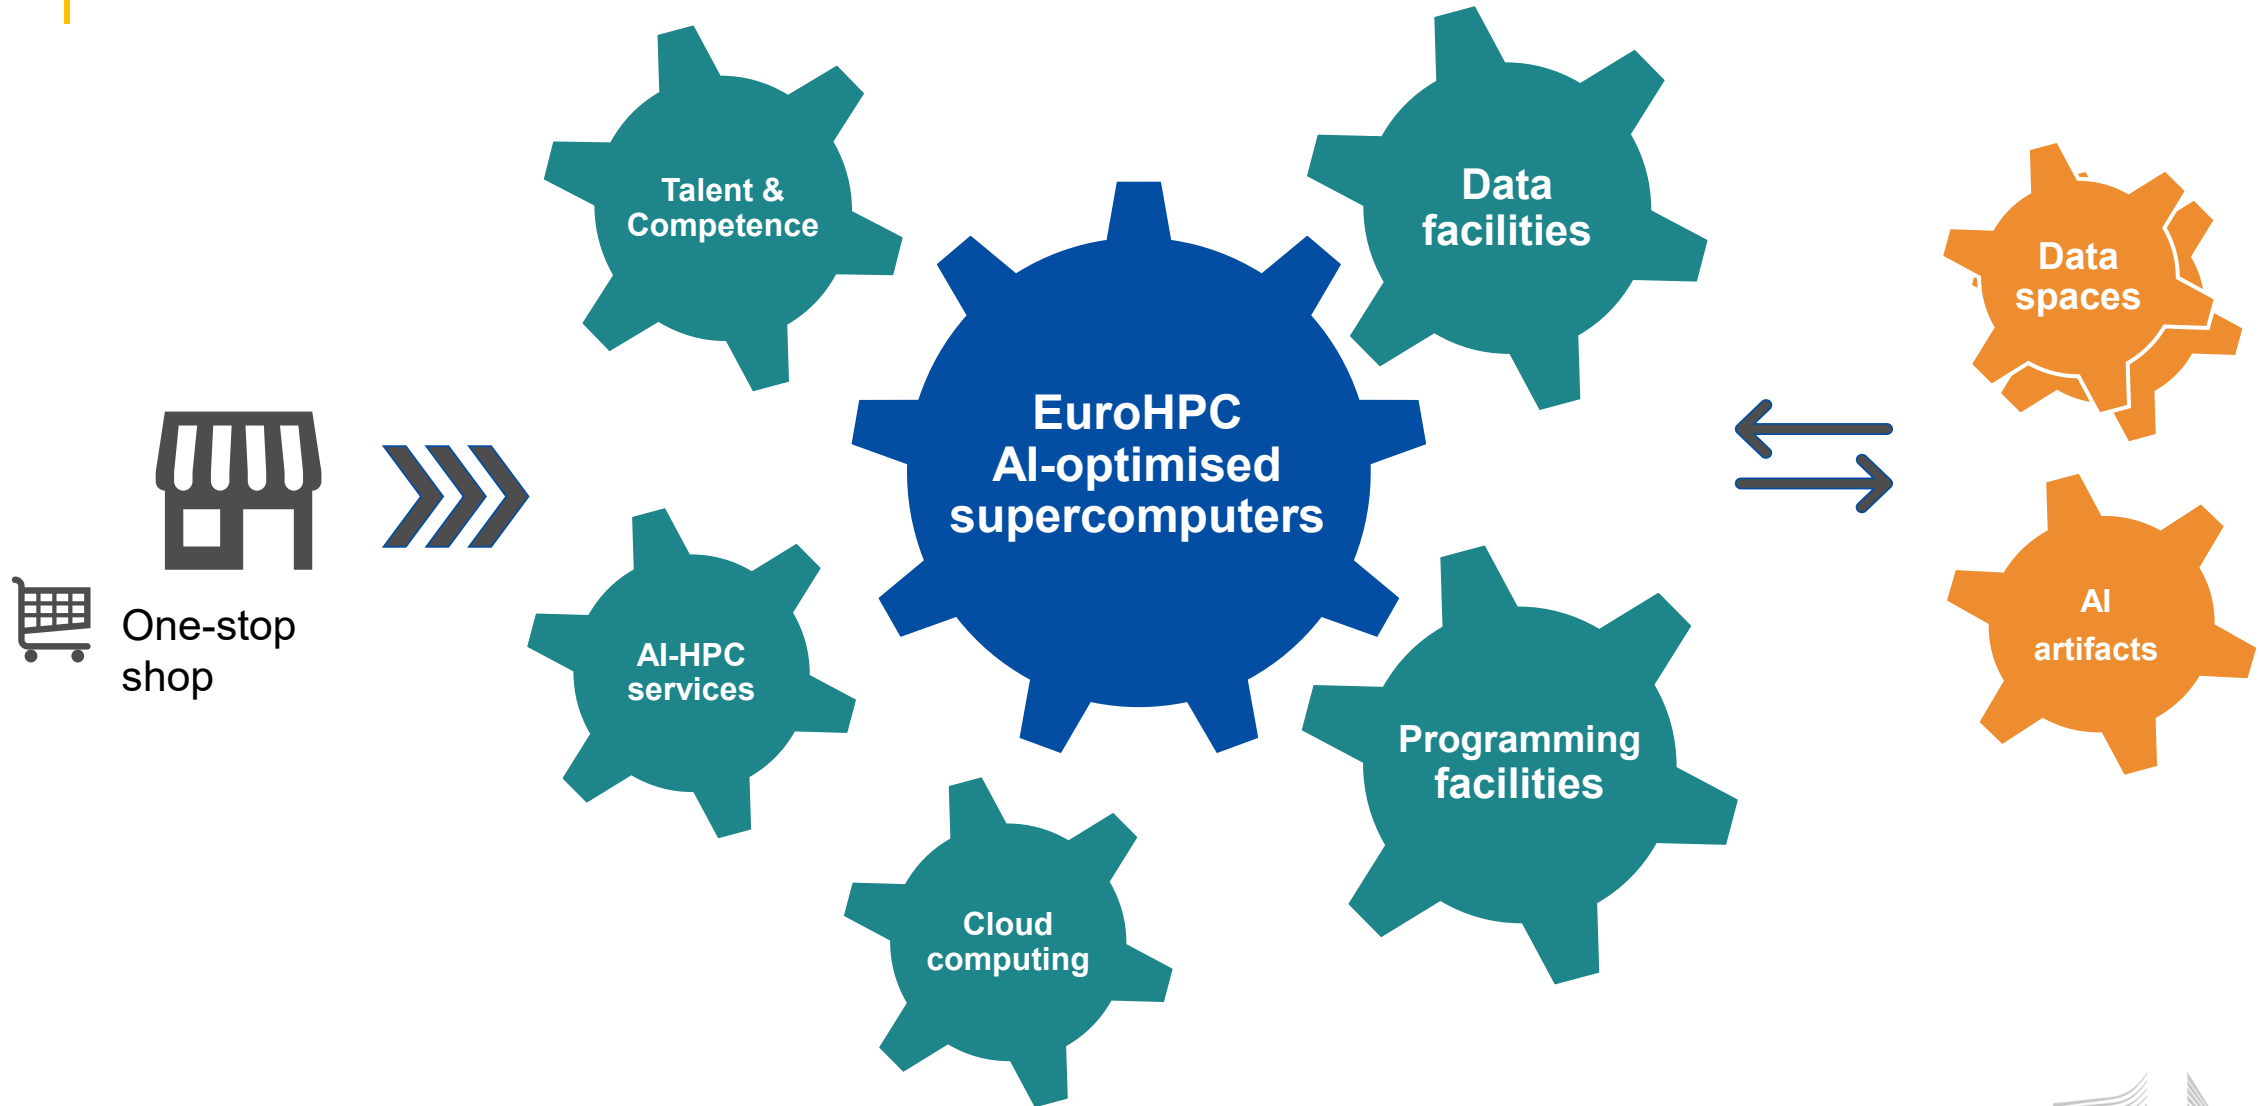 Talent &
Competence
Data
facilities
Data
spaces
EuroHPC
AI-optimised
supercomputers
One-stop
shop
AI-HPC
services
AI
artifacts
Programming
facilities
Cloud
computing